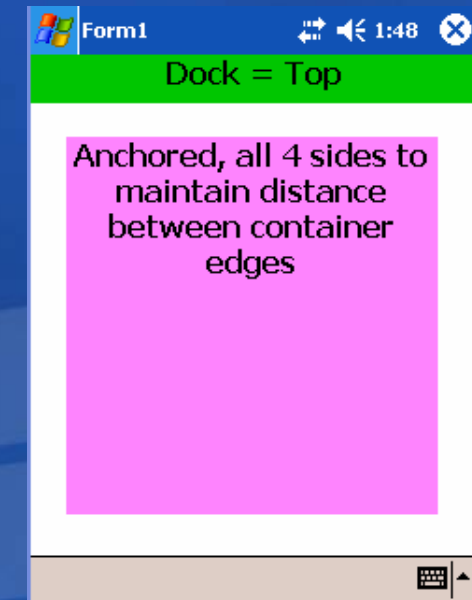 Form1 1:48
Dock = Top
Anchored, all 4 sides to
maintain distance
between container
edges